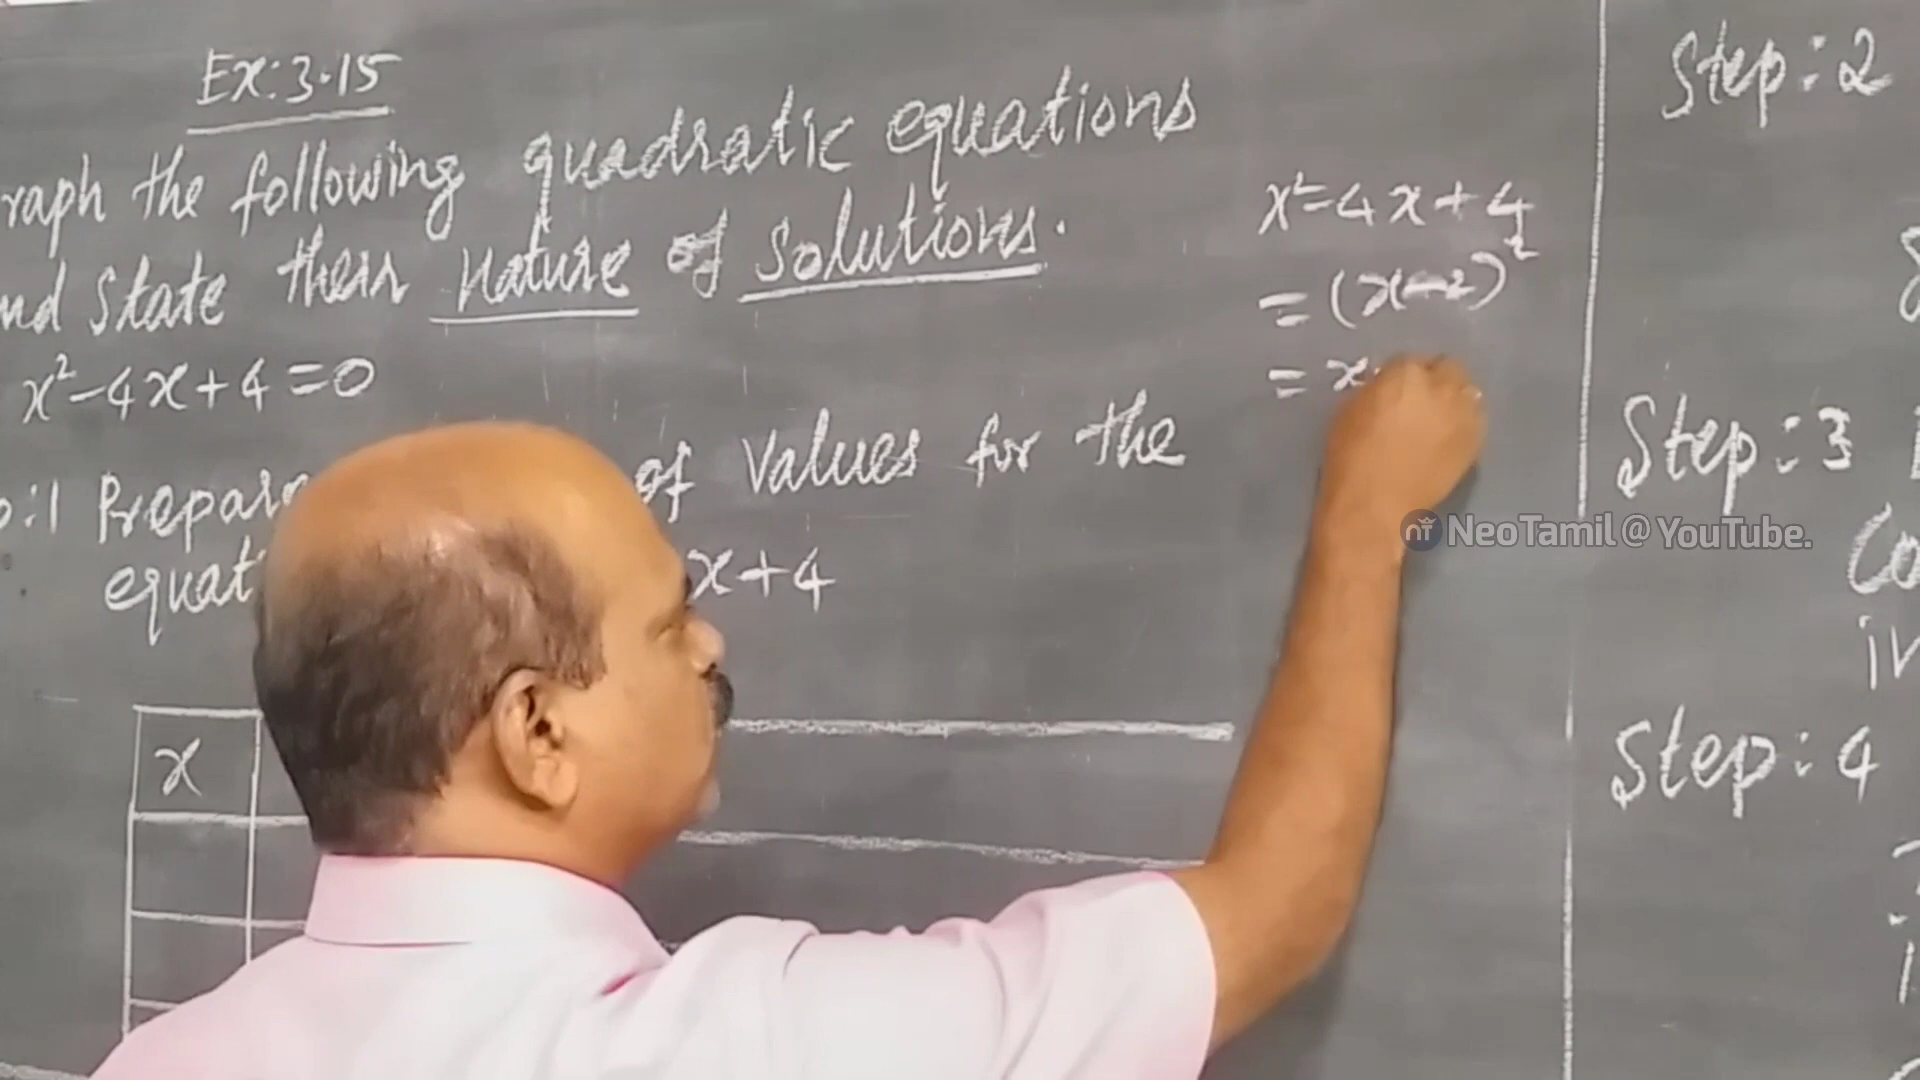 Ex: 3.15
raph the following quadratic equations
nd State their Nature of Solutions.
x²-4x+4=0
:1 Prepar of Values for the
equat x+4
x
x²-4x+4
= (x-2)²
= x
Step: 2
Step: 3
Co
in
Step: 4
NeoTamil @ YouTube.